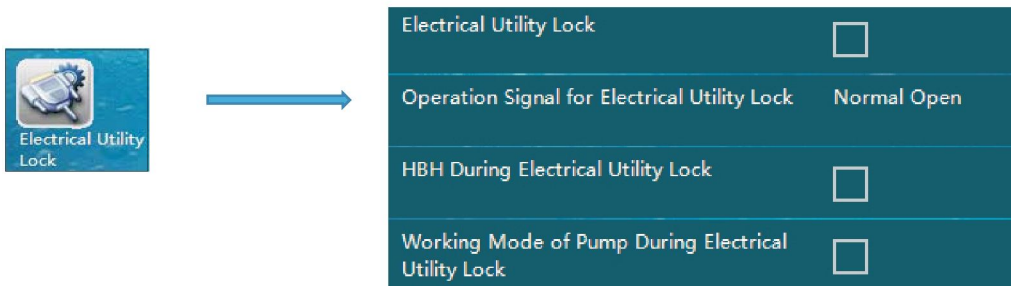 Electrical Utility
Lock
Electrical Utility Lock
Operation Signal for Electrical Utility Lock Normal Open
HBH During Electrical Utility Lock
Working Mode of Pump During Electrical
Utility Lock